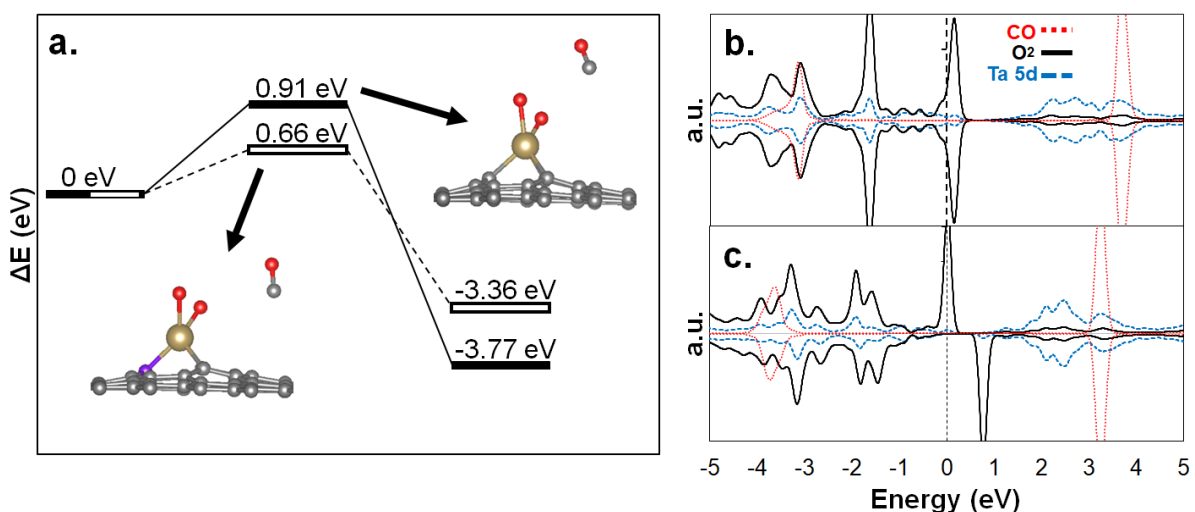 a.
0.91 eV
0.66 eV
0 eV
-3.36 eV
-3.77 eV
ΔE (eV)
b.
CO
O²
Ta 5d
a.u.
c.
a.u.
-5 -4 -3 -2 -1 0 1 2 3 4 5
Energy (eV)